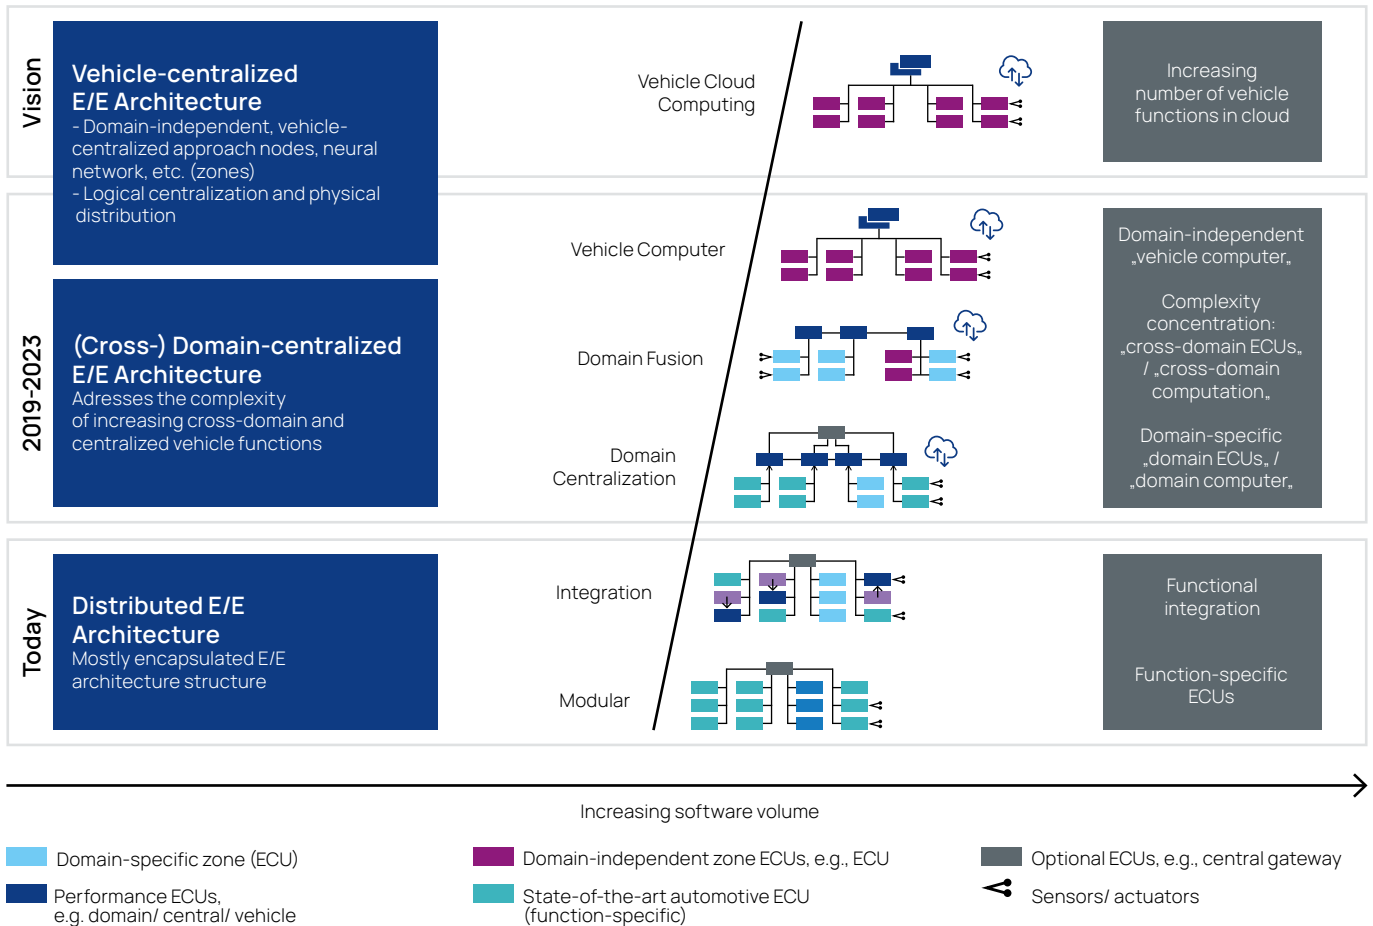 Vision
Vehicle-centralized
E/E Architecture
- Domain-independent, vehicle-
centralized approach nodes, neural
network, etc. (zones)
- Logical centralization and physical
distribution
Vehicle Cloud
Computing
Increasing
number of vehicle
functions in cloud
2019-2023
(Cross-) Domain-centralized
E/E Architecture
Adresses the complexity
of increasing cross-domain and
centralized vehicle functions
Vehicle Computer
Domain Fusion
Domain
Centralization
Domain-independent
„vehicle computer„
Complexity
concentration:
„cross-domain ECUs„
/ „cross-domain
computation„
Domain-specific
„domain ECUs„ /
„domain computer„
Today
Distributed E/E
Architecture
Mostly encapsulated E/E
architecture structure
Integration
Modular
Functional
integration
Function-specific
ECUs
Increasing software volume
Domain-specific zone (ECU)
Performance ECUs,
e.g. domain/ central/ vehicle
Domain-independent zone ECUs, e.g., ECU
State-of-the-art automotive ECU
(function-specific)
Optional ECUs, e.g., central gateway
Sensors/ actuators